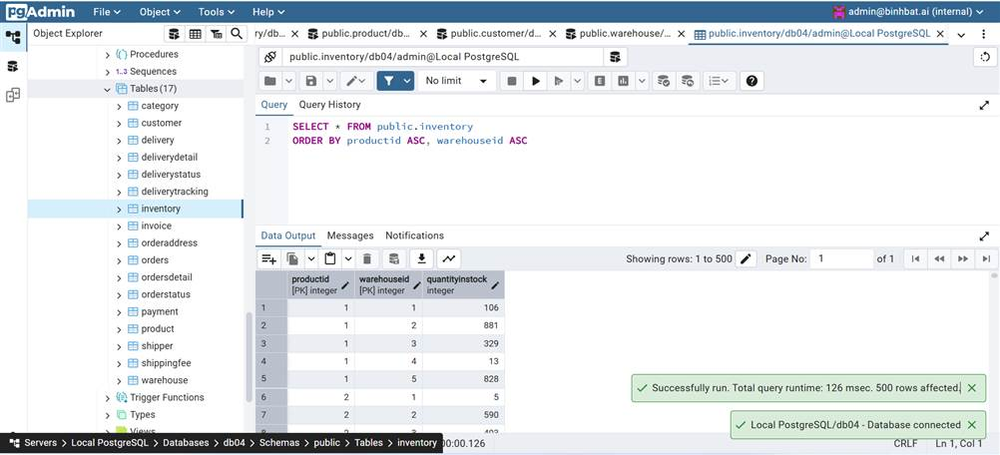 pgAdmin File Object Tools Help admin@binhbat.ai (internal)
Object Explorer
ry/db... public.product/db... public.customer/d... public.warehouse/... public.inventory/db04/admin@Local PostgreSQL
public.inventory/db04/admin@Local PostgreSQL
No limit
Query Query History
1 SELECT * FROM public.inventory
2 ORDER BY productid ASC, warehouseid ASC
Procedures
1..3 Sequences
Tables (17)
category
customer
delivery
deliverydetail
deliverystatus
deliverytracking
inventory
invoice
orderaddress
orders
ordersdetail
orderstatus
payment
product
shipper
shippingfee
warehouse
Trigger Functions
Types
Views
Data Output Messages Notifications
Showing rows: 1 to 500 Page No: 1 of 1
productid warehouseid quantityinstock
[PK] integer [PK] integer integer
1 1 1 106
2 1 2 881
3 1 3 329
4 1 4 13
5 1 5 828
6 2 1 5
7 2 2 590
8 2 3 493
Successfully run. Total query runtime: 126 msec. 500 rows affected.
Local PostgreSQL/db04 - Database connected
Servers > Local PostgreSQL > Databases > db04 > Schemas > public > Tables > inventory
00:00.126
CRLF Ln 1, Col 1